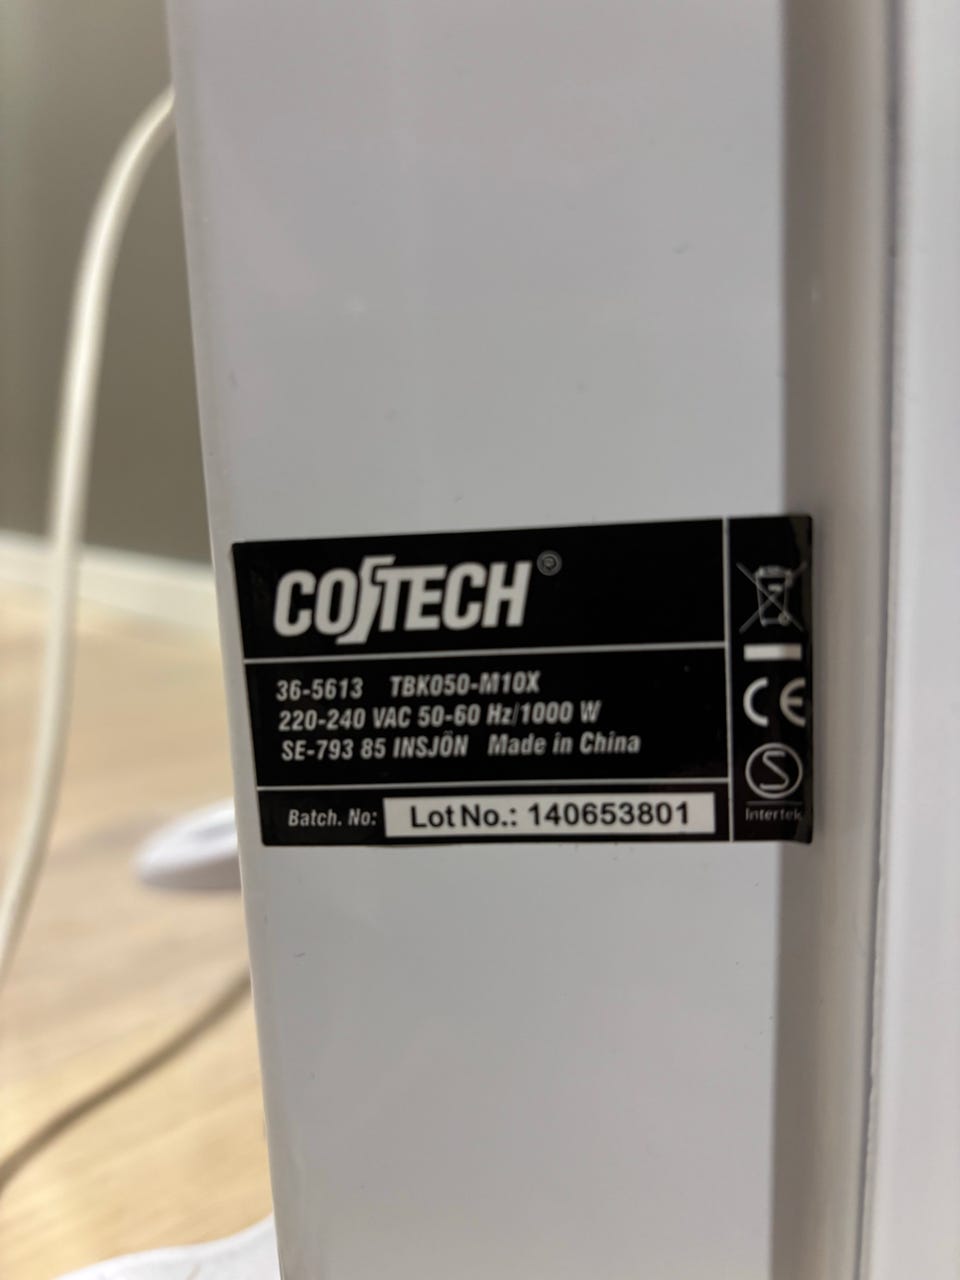 COTECH®
36-5613 TBK050-M10X
220-240 VAC 50-60 Hz/1000 W
SE-793 85 INSJÖN Made in China
Batch. No: Lot No.: 140653801
CE
S
Intertek